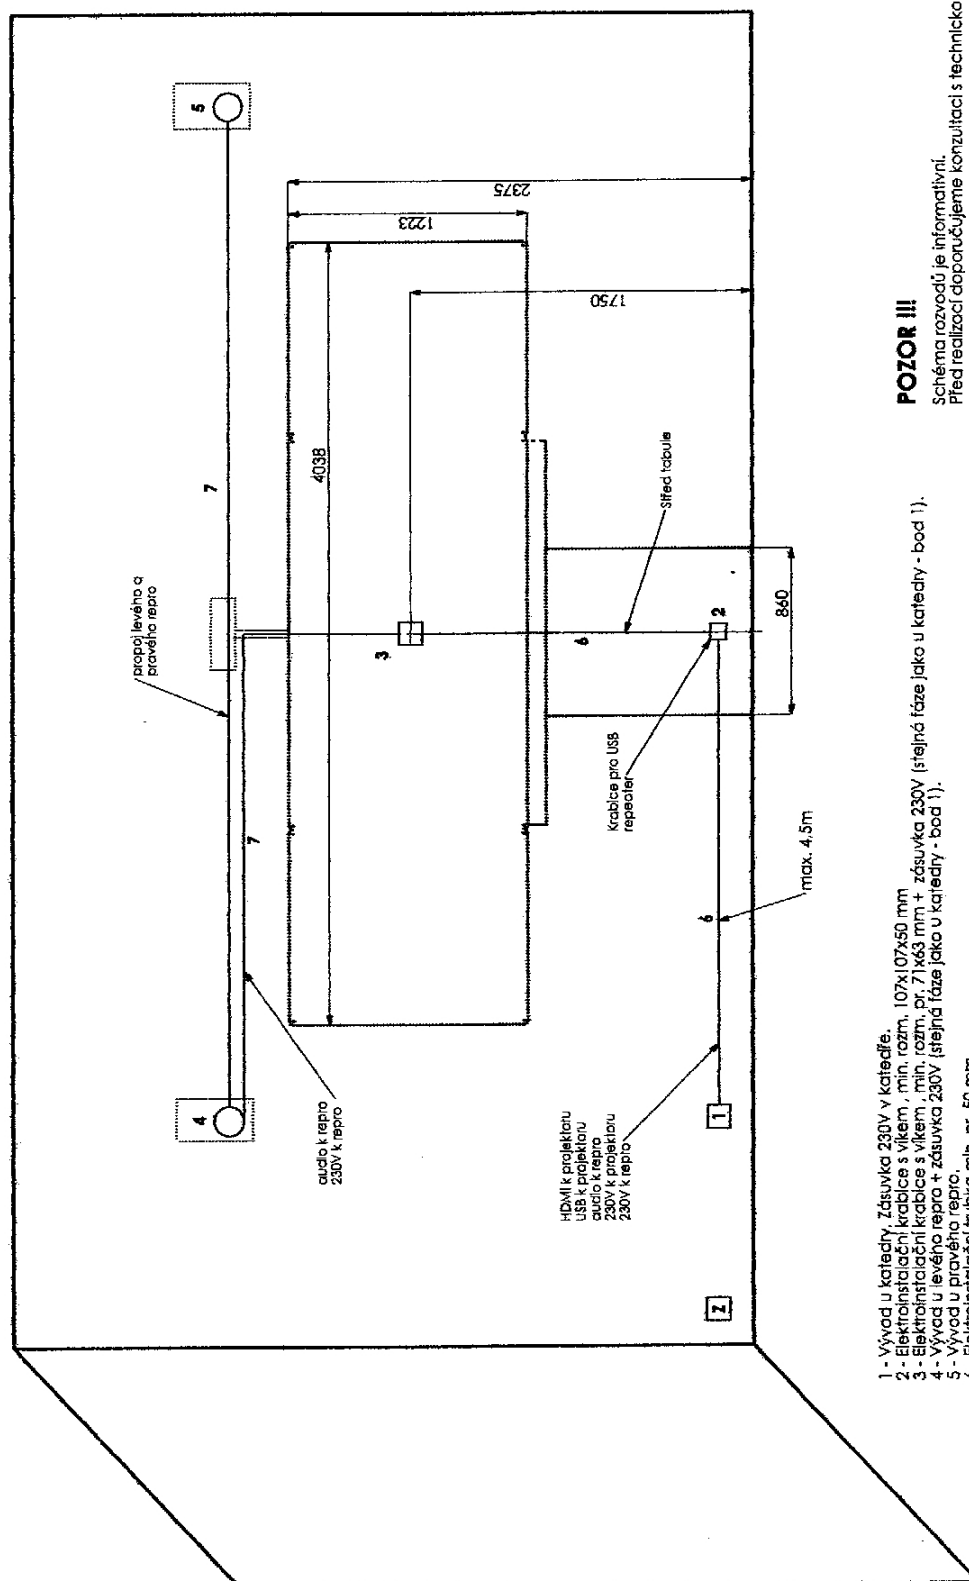 5
7
propoj levého a
pravého repro
2375
1223
1750
4038
3
6
Střed tabule
2
860
7
Krabice pro USB
repeater
6
max. 4,5m
4
audio k repro
230V k repro
HDMI k projektoru
USB k projektoru
audio k repro
230V k projektoru
230V k repro
1
Z
1 - Vývod u katedry, Zásuvka 230V v katedře.
2 - Elektroinstalační krabice s víkem , min. rozm. 107x107x50 mm
3 - Elektroinstalační krabice s víkem , min. rozm. pr. 71x63 mm + zásuvka 230V (stejná fáze jako u katedry - bod 1).
4 - Vývod u levého repro + zásuvka 230V (stejná fáze jako u katedry - bod 1).
5 - Vývod u pravého repro.
POZOR !!!
Schéma rozvodů je informativní.
Před realizací doporučujeme konzultaci s technicko